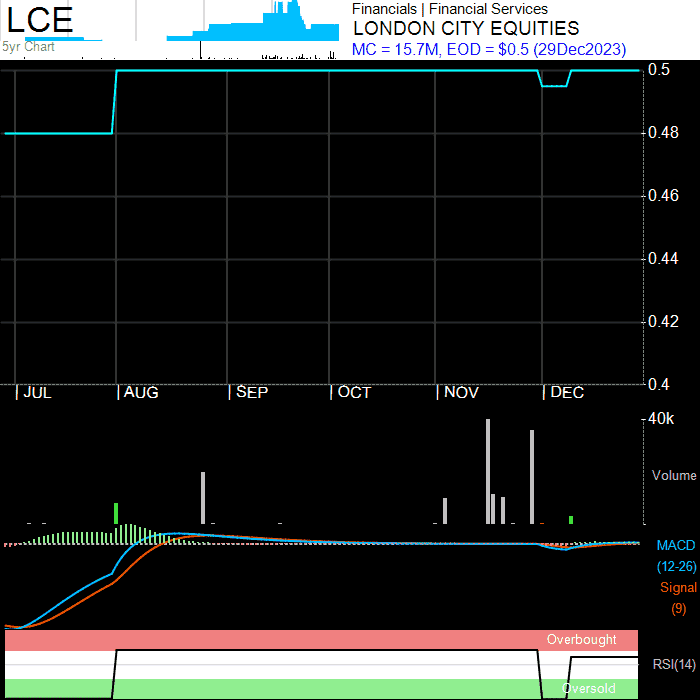 LCE
5yr Chart
Financials | Financial Services
LONDON CITY EQUITIES
MC = 15.7M, EOD = $0.5 (29Dec2023)
0.5
0.48
0.46
0.44
0.42
0.4
| JUL | AUG | SEP | OCT | NOV | DEC
40k
Volume
MACD
(12-26)
Signal
(9)
Overbought
RSI(14)
Oversold